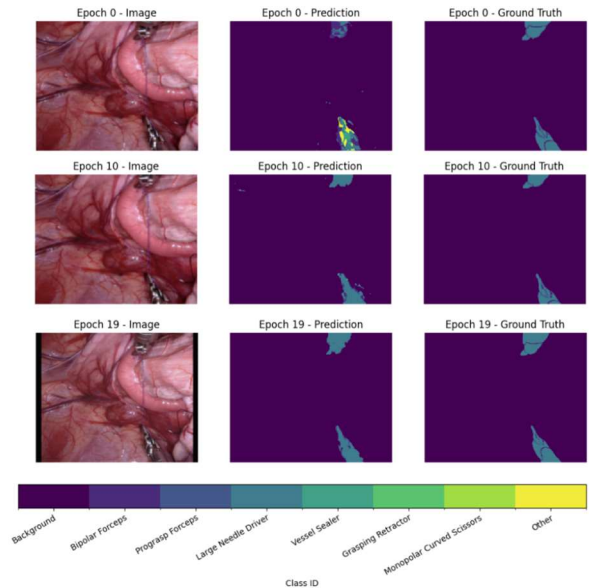 Epoch 0 - Image
Epoch 0 - Prediction
Epoch 0 - Ground Truth
Epoch 10 - Image
Epoch 10 - Prediction
Epoch 10 - Ground Truth
Epoch 19 - Image
Epoch 19 - Prediction
Epoch 19 - Ground Truth
Background
Bipolar Forceps
Prograsp Forceps
Large Needle Driver
Vessel Sealer
Grasping Retractor
Monopolar Curved Scissors
Other
Class ID